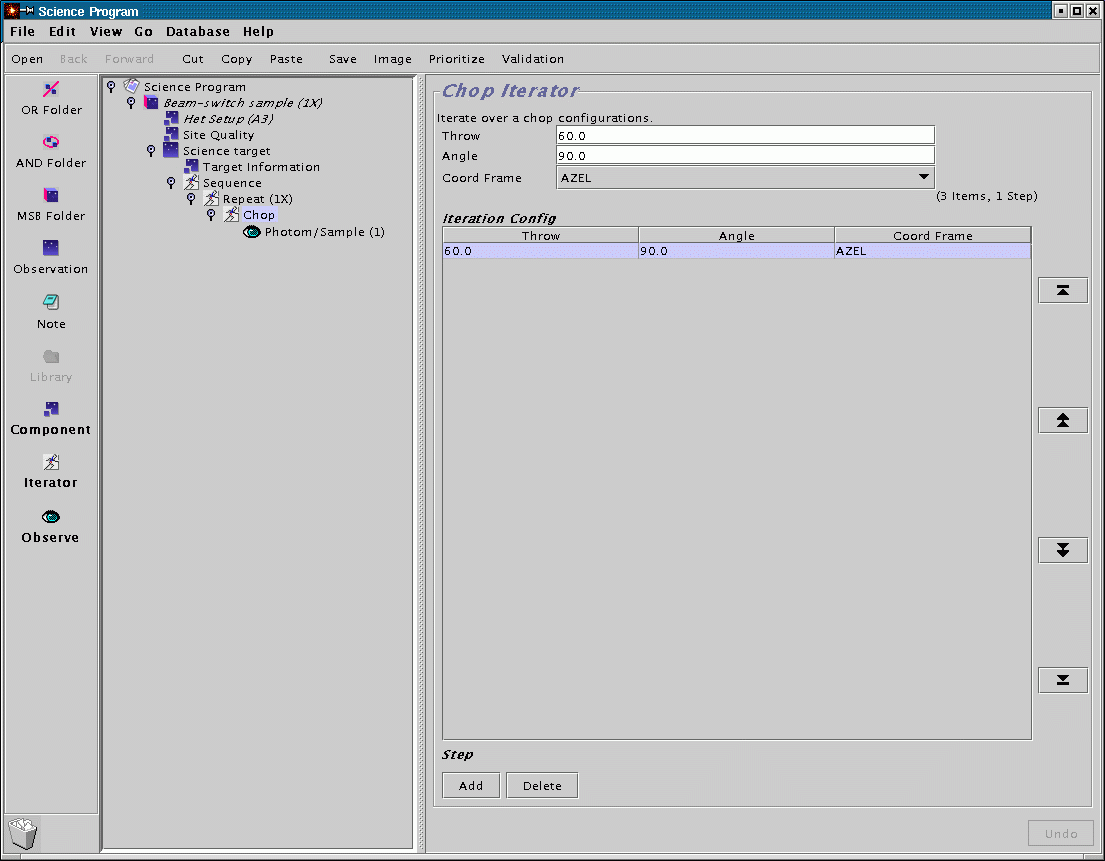 Science Program
File Edit View Go Database Help
Open Back Forward Cut Copy Paste Save Image Prioritize Validation
OR Folder
AND Folder
MSB Folder
Observation
Note
Library
Component
Iterator
Observe
Science Program
Beam-switch sample (1X)
Het Setup (A3)
Site Quality
Science target
Target Information
Sequence
Repeat (1X)
Chop
Photom/Sample (1)
Chop Iterator
Iterate over a chop configurations.
Throw 60.0
Angle 90.0
Coord Frame AZEL
(3 Items, 1 Step)
Iteration Config
Throw Angle Coord Frame
60.0 90.0 AZEL
Step
Add Delete
Undo